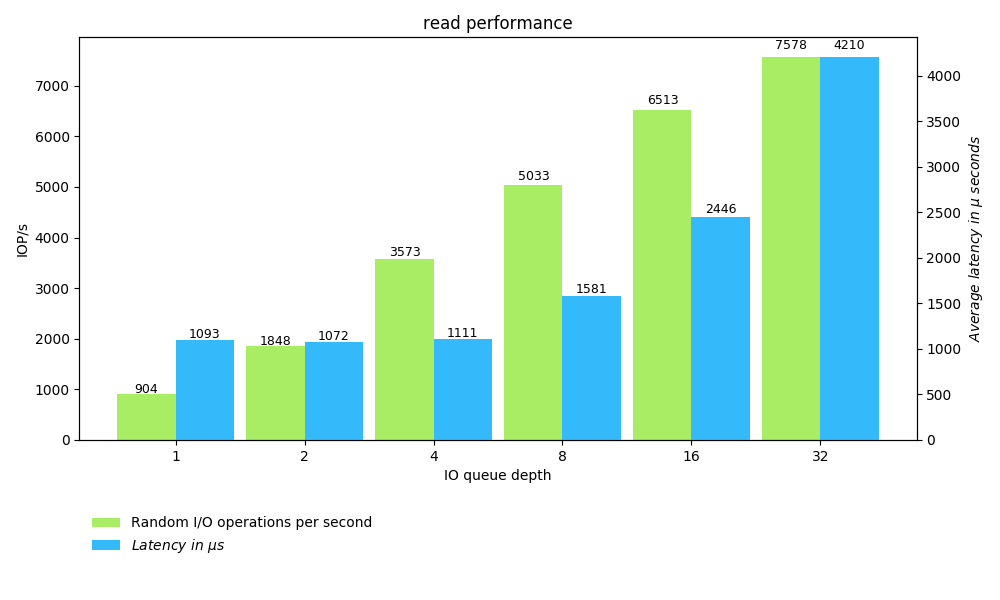 read performance
7578 4210
6513
5033
3573
2446
1581
904 1093 1848 1072 1111
7000
6000
5000
4000
3000
2000
1000
0
IOP/s
4000
3500
3000
2500
2000
1500
1000
500
0
Average latency in µ seconds
1 2 4 8 16 32
IO queue depth
Random I/O operations per second
Latency in µs